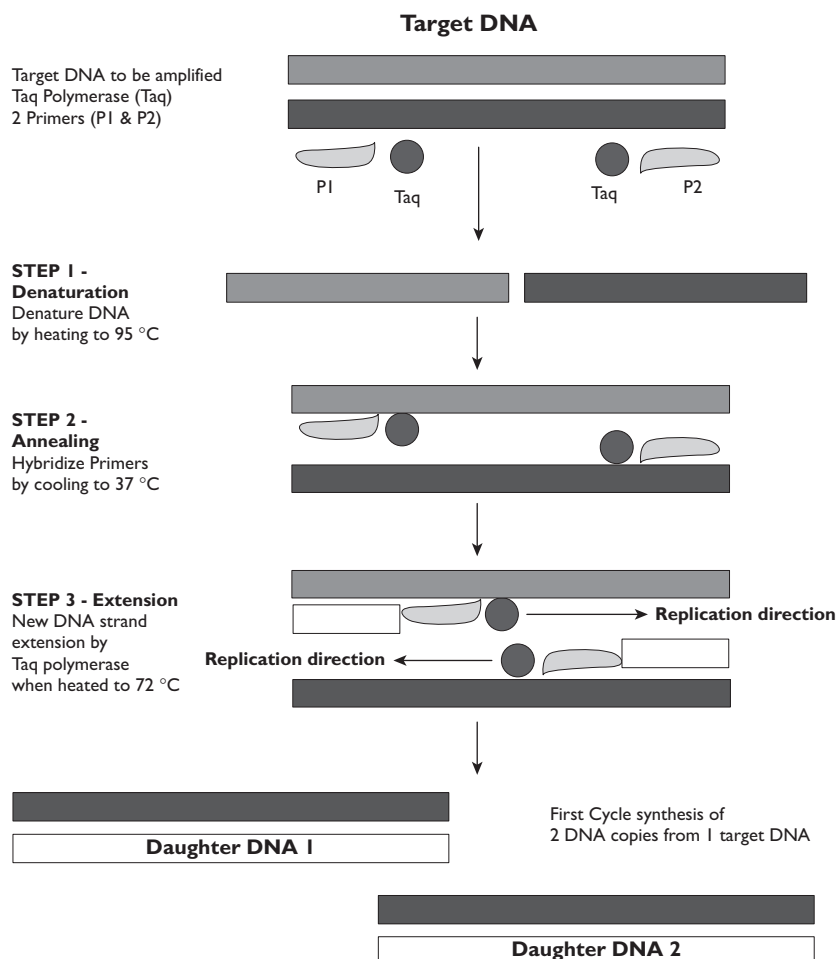 Target DNA
Target DNA to be amplified
Taq Polymerase (Taq)
2 Primers (P1 & P2)
P1
Taq
Taq
P2
STEP 1 -
Denaturation
Denature DNA
by heating to 95 °C
STEP 2 -
Annealing
Hybridize Primers
by cooling to 37 °C
STEP 3 - Extension
New DNA strand
extension by
Taq polymerase
when heated to 72 °C
Replication direction
Replication direction
First Cycle synthesis of
2 DNA copies from 1 target DNA
Daughter DNA 1
Daughter DNA 2